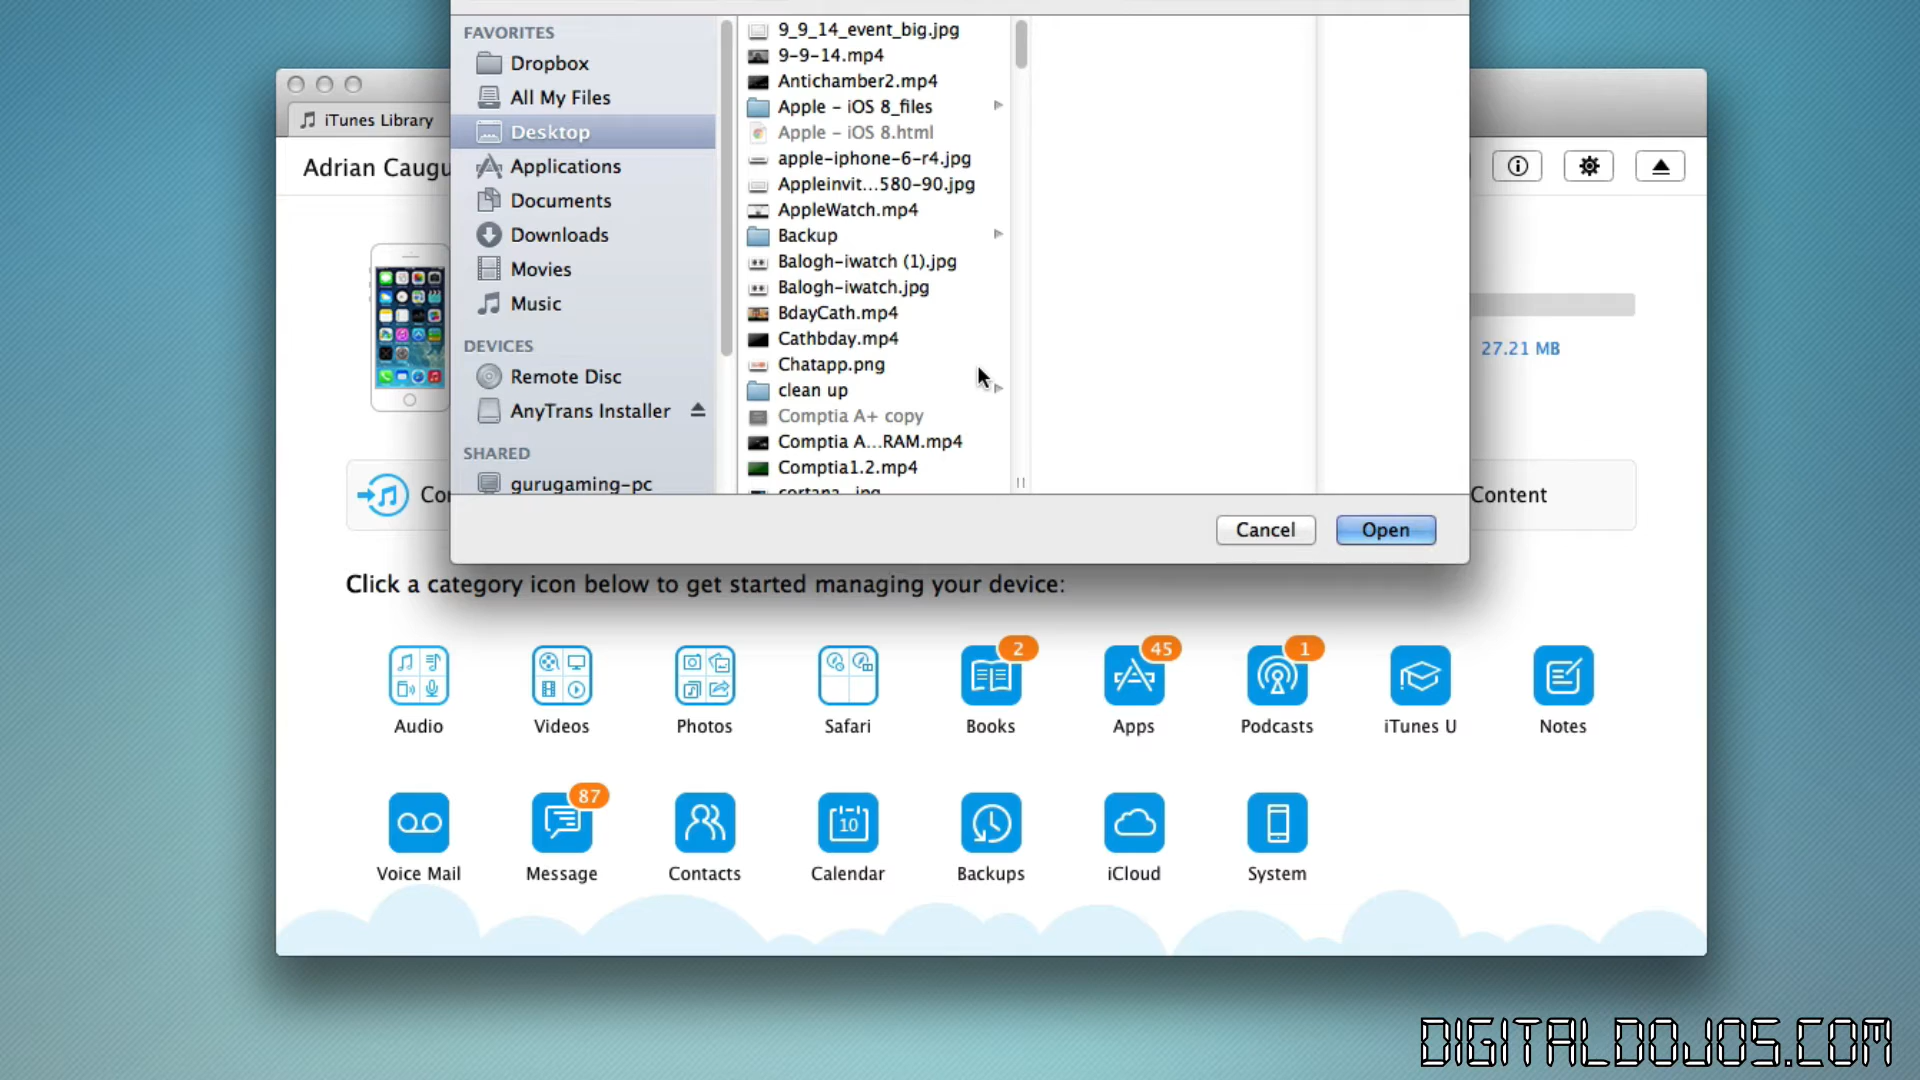 FAVORITES
Dropbox
All My Files
Desktop
Applications
Documents
Downloads
Movies
Music
DEVICES
Remote Disc
AnyTrans Installer
SHARED
gurugaming-pc
9_9_14_event_big.jpg
9-9-14.mp4
Antichamber2.mp4
Apple - iOS 8_files
Apple - iOS 8.html
apple-iphone-6-r4.jpg
Appleinvit...580-90.jpg
AppleWatch.mp4
Backup
Balogh-iwatch (1).jpg
Balogh-iwatch.jpg
BdayCath.mp4
Cathbday.mp4
Chatapp.png
clean up
Comptia A+ copy
Comptia A...RAM.mp4
Comptia1.2.mp4
Cancel
Open
iTunes Library
Adrian Caugu
27.21 MB
Content
Click a category icon below to get started managing your device:
2
45
1
Audio
Videos
Photos
Safari
Books
Apps
Podcasts
iTunes U
Notes
87
10
Voice Mail
Message
Contacts
Calendar
Backups
iCloud
System
DIGITALDOJOS.COM